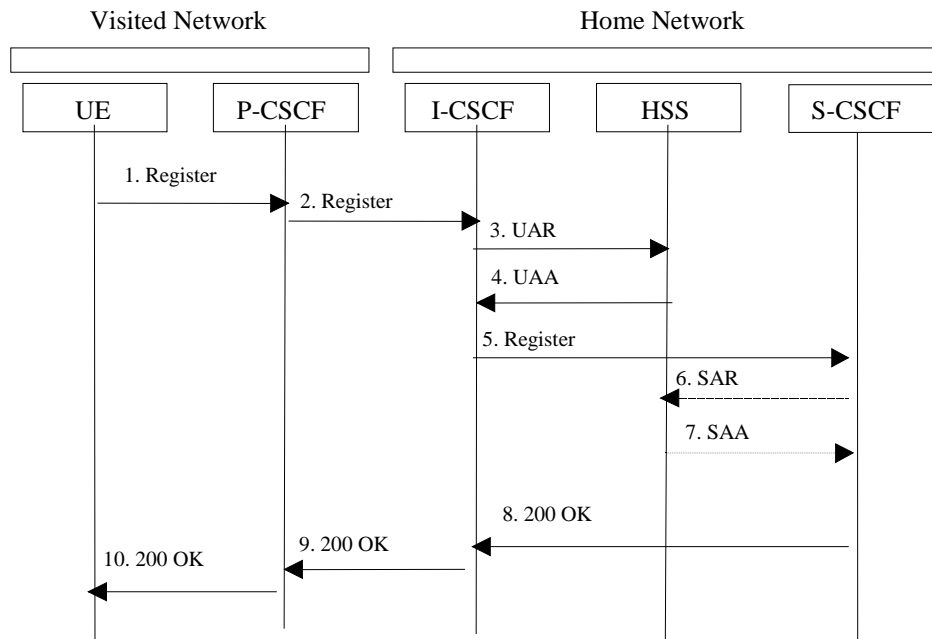 Visited Network
Home Network
UE
P-CSCF
I-CSCF
HSS
S-CSCF
1. Register
2. Register
3. UAR
4. UAA
5. Register
6. SAR
7. SAA
8. 200 OK
9. 200 OK
10. 200 OK